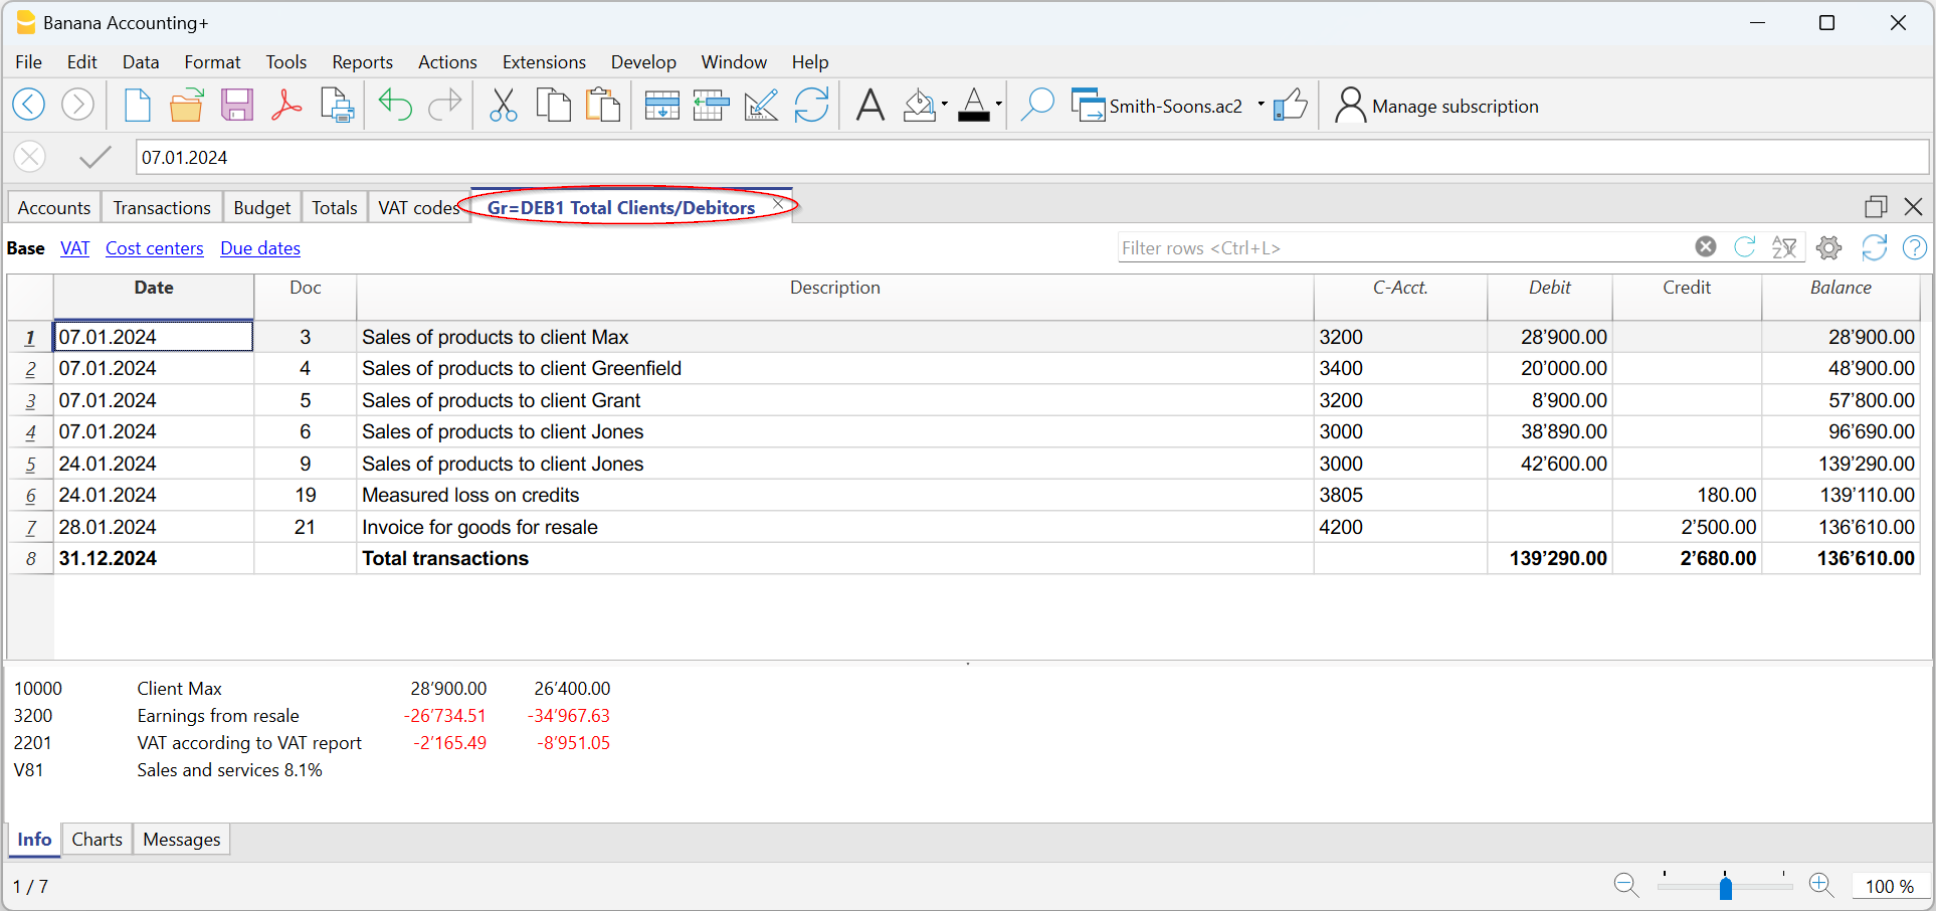 Banana Accounting+
File Edit Data Format Tools Reports Actions Extensions Develop Window Help
A A Smith-Soons.ac2 Manage subscription
07.01.2024
Accounts Transactions Budget Totals VAT codes Gr=DEB1 Total Clients/Debitors
Base VAT Cost centers Due dates Filter rows <Ctrl+L> AZ ?
Date Doc Description C-Acct. Debit Credit Balance
1 07.01.2024 3 Sales of products to client Max 3200 28’900.00 28’900.00
2 07.01.2024 4 Sales of products to client Greenfield 3400 20’000.00 48’900.00
3 07.01.2024 5 Sales of products to client Grant 3200 8’900.00 57’800.00
4 07.01.2024 6 Sales of products to client Jones 3000 38’890.00 96’690.00
5 24.01.2024 9 Sales of products to client Jones 3000 42’600.00 139’290.00
6 24.01.2024 19 Measured loss on credits 3805 180.00 139’110.00
7 28.01.2024 21 Invoice for goods for resale 4200 2’500.00 136’610.00
8 31.12.2024 Total transactions 139’290.00 2’680.00 136’610.00
10000 Client Max 28’900.00 26’400.00
3200 Earnings from resale -26’734.51 -34’967.63
2201 VAT according to VAT report -2’165.49 -8’951.05
V81 Sales and services 8.1%
Info Charts Messages
1 / 7 100 %